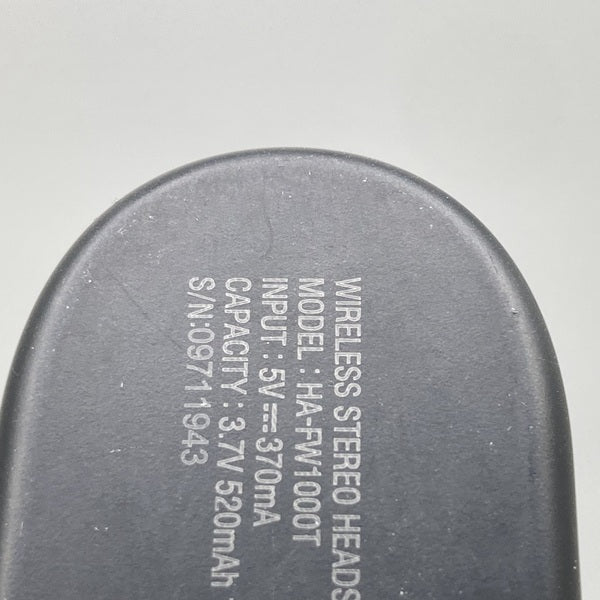 WIRELESS STEREO HEADS
MODEL : HA-FW1000T
INPUT : 5V⎓370mA
CAPACITY : 3.7V 520mAh
S/N:09711943